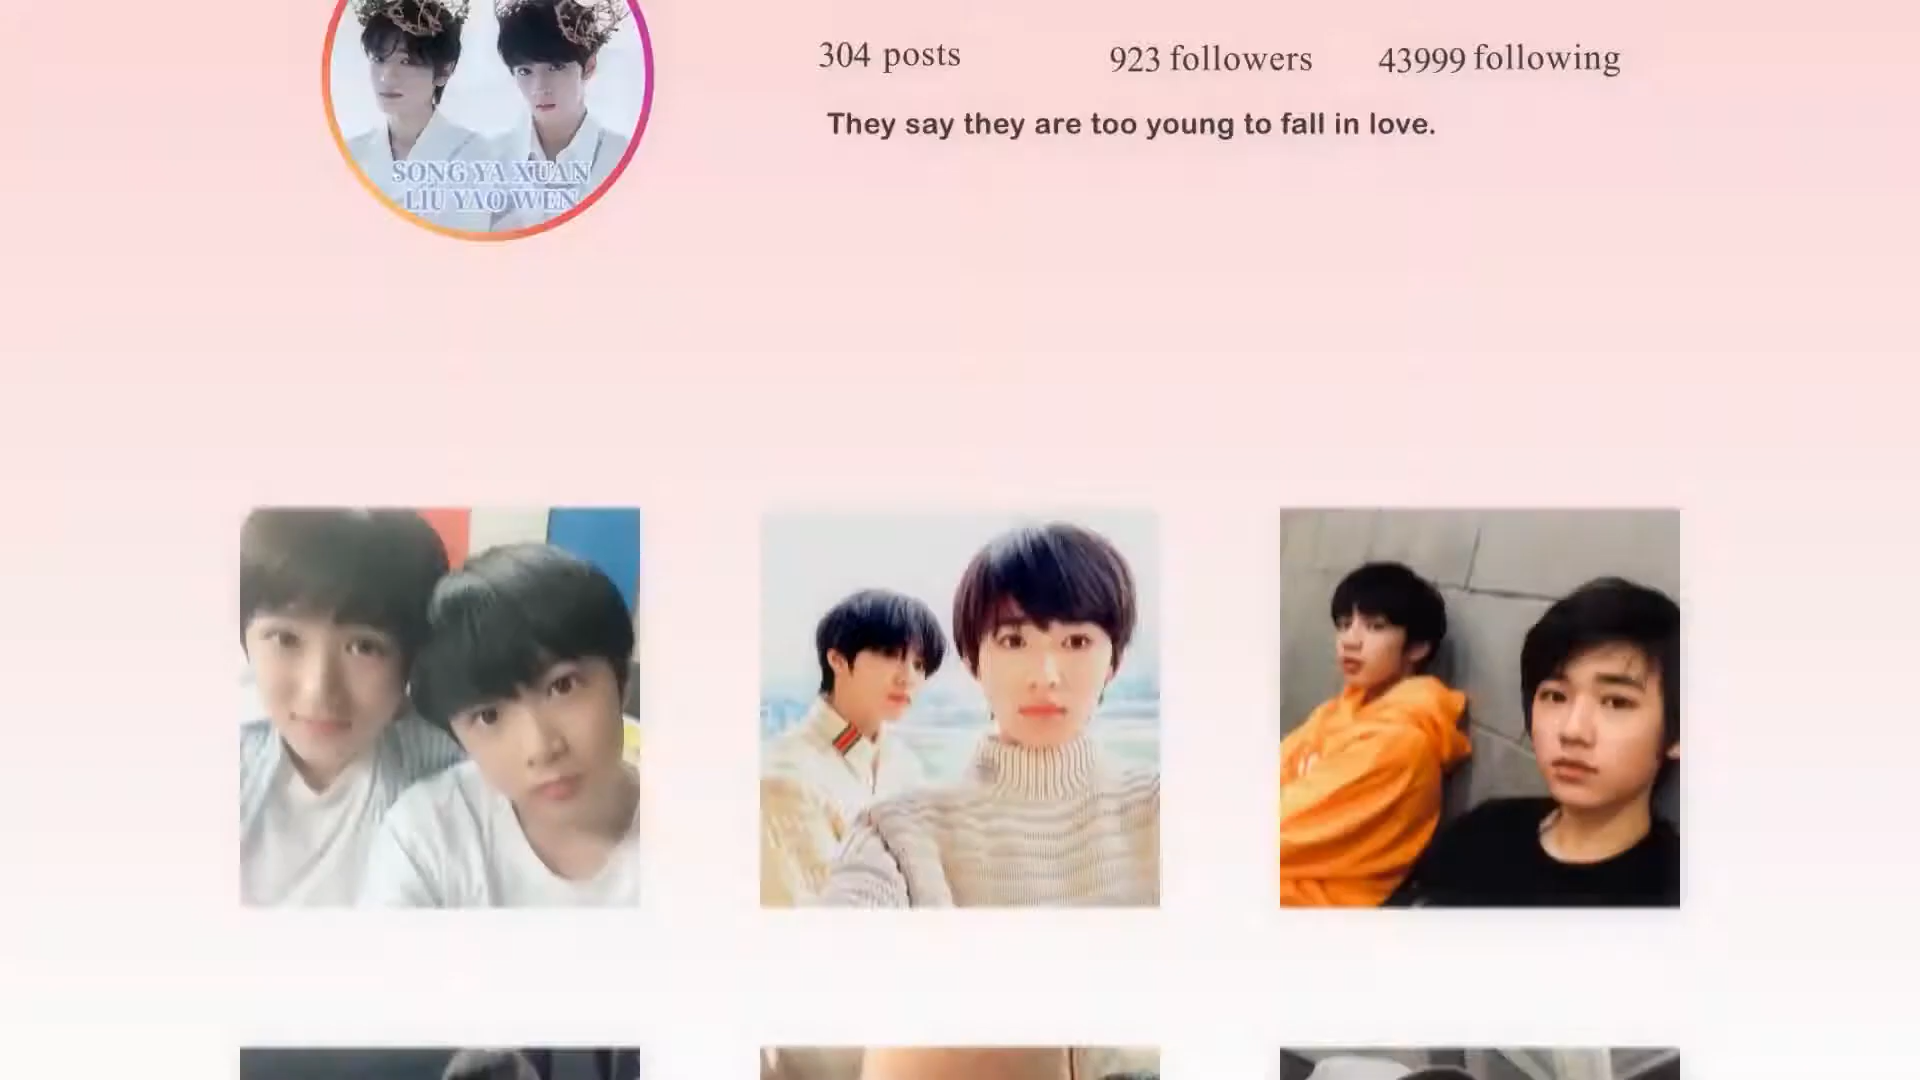 304 posts
923 followers
43999 following
They say they are too young to fall in love.
SONG YA XUAN
LIU YAO WEN